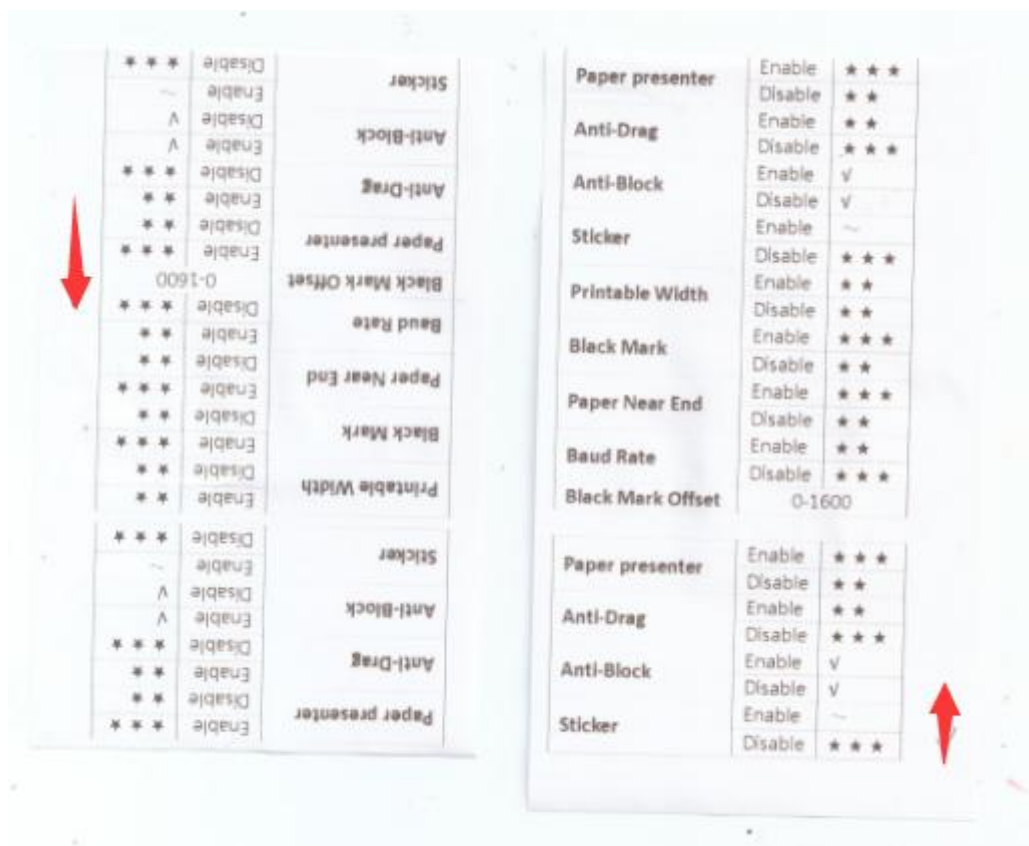 Paper presenter Enable ★ ★ ★
Disable ★ ★
Anti-Drag Enable ★ ★
Disable ★ ★ ★
Anti-Block Enable √
Disable √
Sticker Enable ~
Disable ★ ★ ★
Printable Width Enable ★ ★
Disable ★ ★
Black Mark Enable ★ ★ ★
Disable ★ ★
Paper Near End Enable ★ ★ ★
Disable ★ ★
Baud Rate Enable ★ ★
Disable ★ ★ ★
Black Mark Offset 0-1600
Paper presenter Enable ★ ★ ★
Disable ★ ★
Anti-Drag Enable ★ ★
Disable ★ ★ ★
Anti-Block Enable √
Disable √
Sticker Enable ~
Disable ★ ★ ★
Paper presenter Enable ★ ★ ★
Disable ★ ★
Anti-Drag Enable ★ ★
Disable ★ ★ ★
Anti-Block Enable √
Disable √
Sticker Enable ~
Disable ★ ★ ★
Printable Width Enable ★ ★
Disable ★ ★
Black Mark Enable ★ ★ ★
Disable ★ ★
Paper Near End Enable ★ ★ ★
Disable ★ ★
Baud Rate Enable ★ ★
Disable ★ ★ ★
Black Mark Offset 0-1600
Paper presenter Enable ★ ★ ★
Disable ★ ★
Anti-Drag Enable ★ ★
Disable ★ ★ ★
Anti-Block Enable √
Disable √
Sticker Enable ~
Disable ★ ★ ★